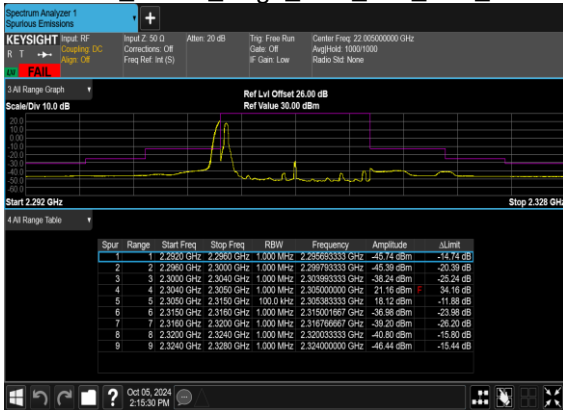 Spectrum Analyzer 1
Spurious Emissions
KEYSIGHT Input: RF Input Z: 50 Ω Atten: 20 dB Trig: Free Run Center Freq: 22.005000000 GHz
R T Coupling: DC Corrections: Off Gate: Off Avg|Hold: 1000/1000
Align: Off Freq Ref: Int (S) IF Gain: Low Radio Std: None
FAIL
3 All Range Graph Ref Lvl Offset 26.00 dB
Scale/Div 10.0 dB Ref Value 30.00 dBm
20.0
10.0
0.00
-10.0
-20.0
-30.0
-40.0
-50.0
-60.0
Start 2.292 GHz Stop 2.328 GHz
4 All Range Table
Spur Range Start Freq Stop Freq RBW Frequency Amplitude ΔLimit
1 1 2.2920 GHz 2.2960 GHz 1.000 MHz 2.295693333 GHz -45.74 dBm -14.74 dB
2 2 2.2960 GHz 2.3000 GHz 1.000 MHz 2.299793333 GHz -45.39 dBm -20.39 dB
3 3 2.3000 GHz 2.3040 GHz 1.000 MHz 2.303993333 GHz -38.24 dBm -25.24 dB
4 4 2.3040 GHz 2.3050 GHz 1.000 MHz 2.305000000 GHz 21.16 dBm F 34.16 dB
5 5 2.3050 GHz 2.3150 GHz 100.0 kHz 2.305383333 GHz 18.12 dBm -11.88 dB
6 6 2.3150 GHz 2.3160 GHz 1.000 MHz 2.315001667 GHz -36.98 dBm -23.98 dB
7 7 2.3160 GHz 2.3200 GHz 1.000 MHz 2.316766667 GHz -39.20 dBm -26.20 dB
8 8 2.3200 GHz 2.3240 GHz 1.000 MHz 2.320033333 GHz -40.80 dBm -15.80 dB
9 9 2.3240 GHz 2.3280 GHz 1.000 MHz 2.324000000 GHz -46.44 dBm -15.44 dB
Oct 05, 2024
2:15:30 PM